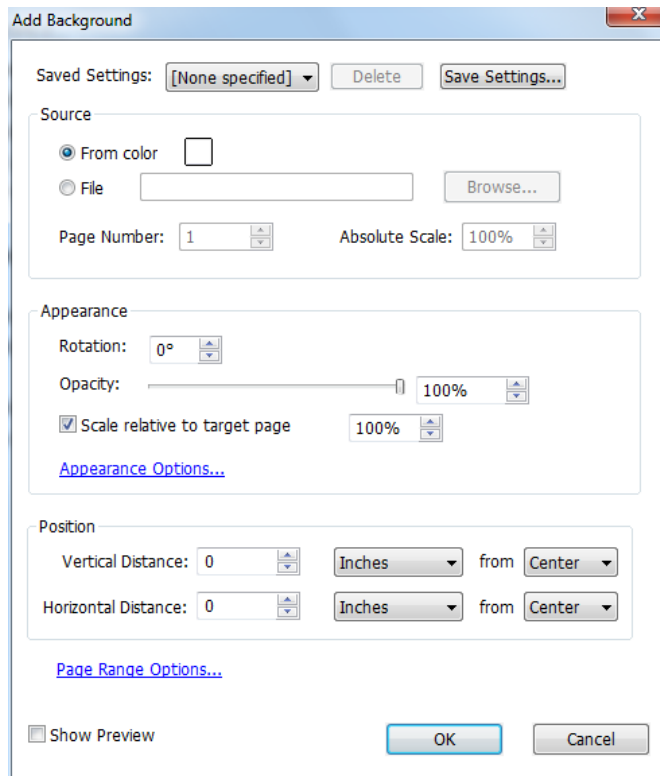 Add Background
Saved Settings: [None specified] Delete Save Settings...
Source
From color
File Browse...
Page Number: 1 Absolute Scale: 100%
Appearance
Rotation: 0°
Opacity: 100%
Scale relative to target page 100%
Appearance Options...
Position
Vertical Distance: 0 Inches from Center
Horizontal Distance: 0 Inches from Center
Page Range Options...
Show Preview OK Cancel